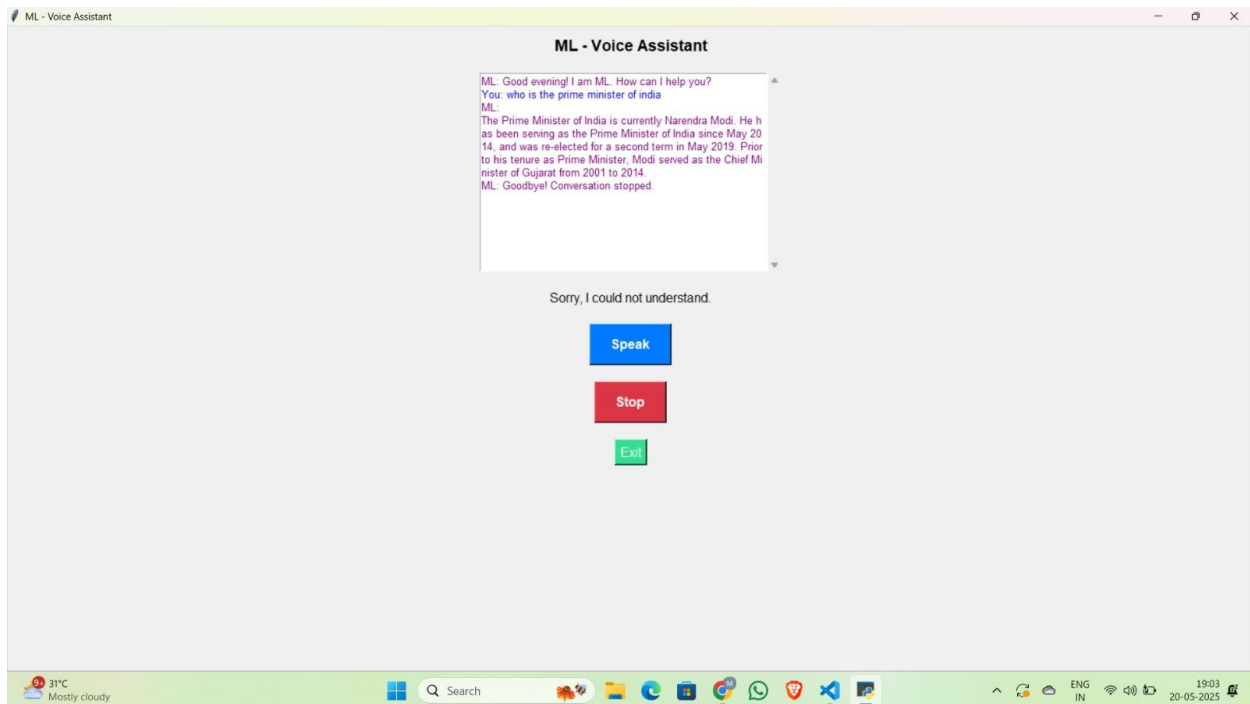 ML - Voice Assistant
ML - Voice Assistant
ML: Good evening! I am ML. How can I help you?
You: who is the prime minister of india
ML:
The Prime Minister of India is currently Narendra Modi. He h
as been serving as the Prime Minister of India since May 20
14, and was re-elected for a second term in May 2019. Prior
to his tenure as Prime Minister, Modi served as the Chief Mi
nister of Gujarat from 2001 to 2014.
ML: Goodbye! Conversation stopped.
Sorry, I could not understand.
Speak
Stop
Exit
9+
31°C
Mostly cloudy
Search
M
ENG
IN
19:03
20-05-2025